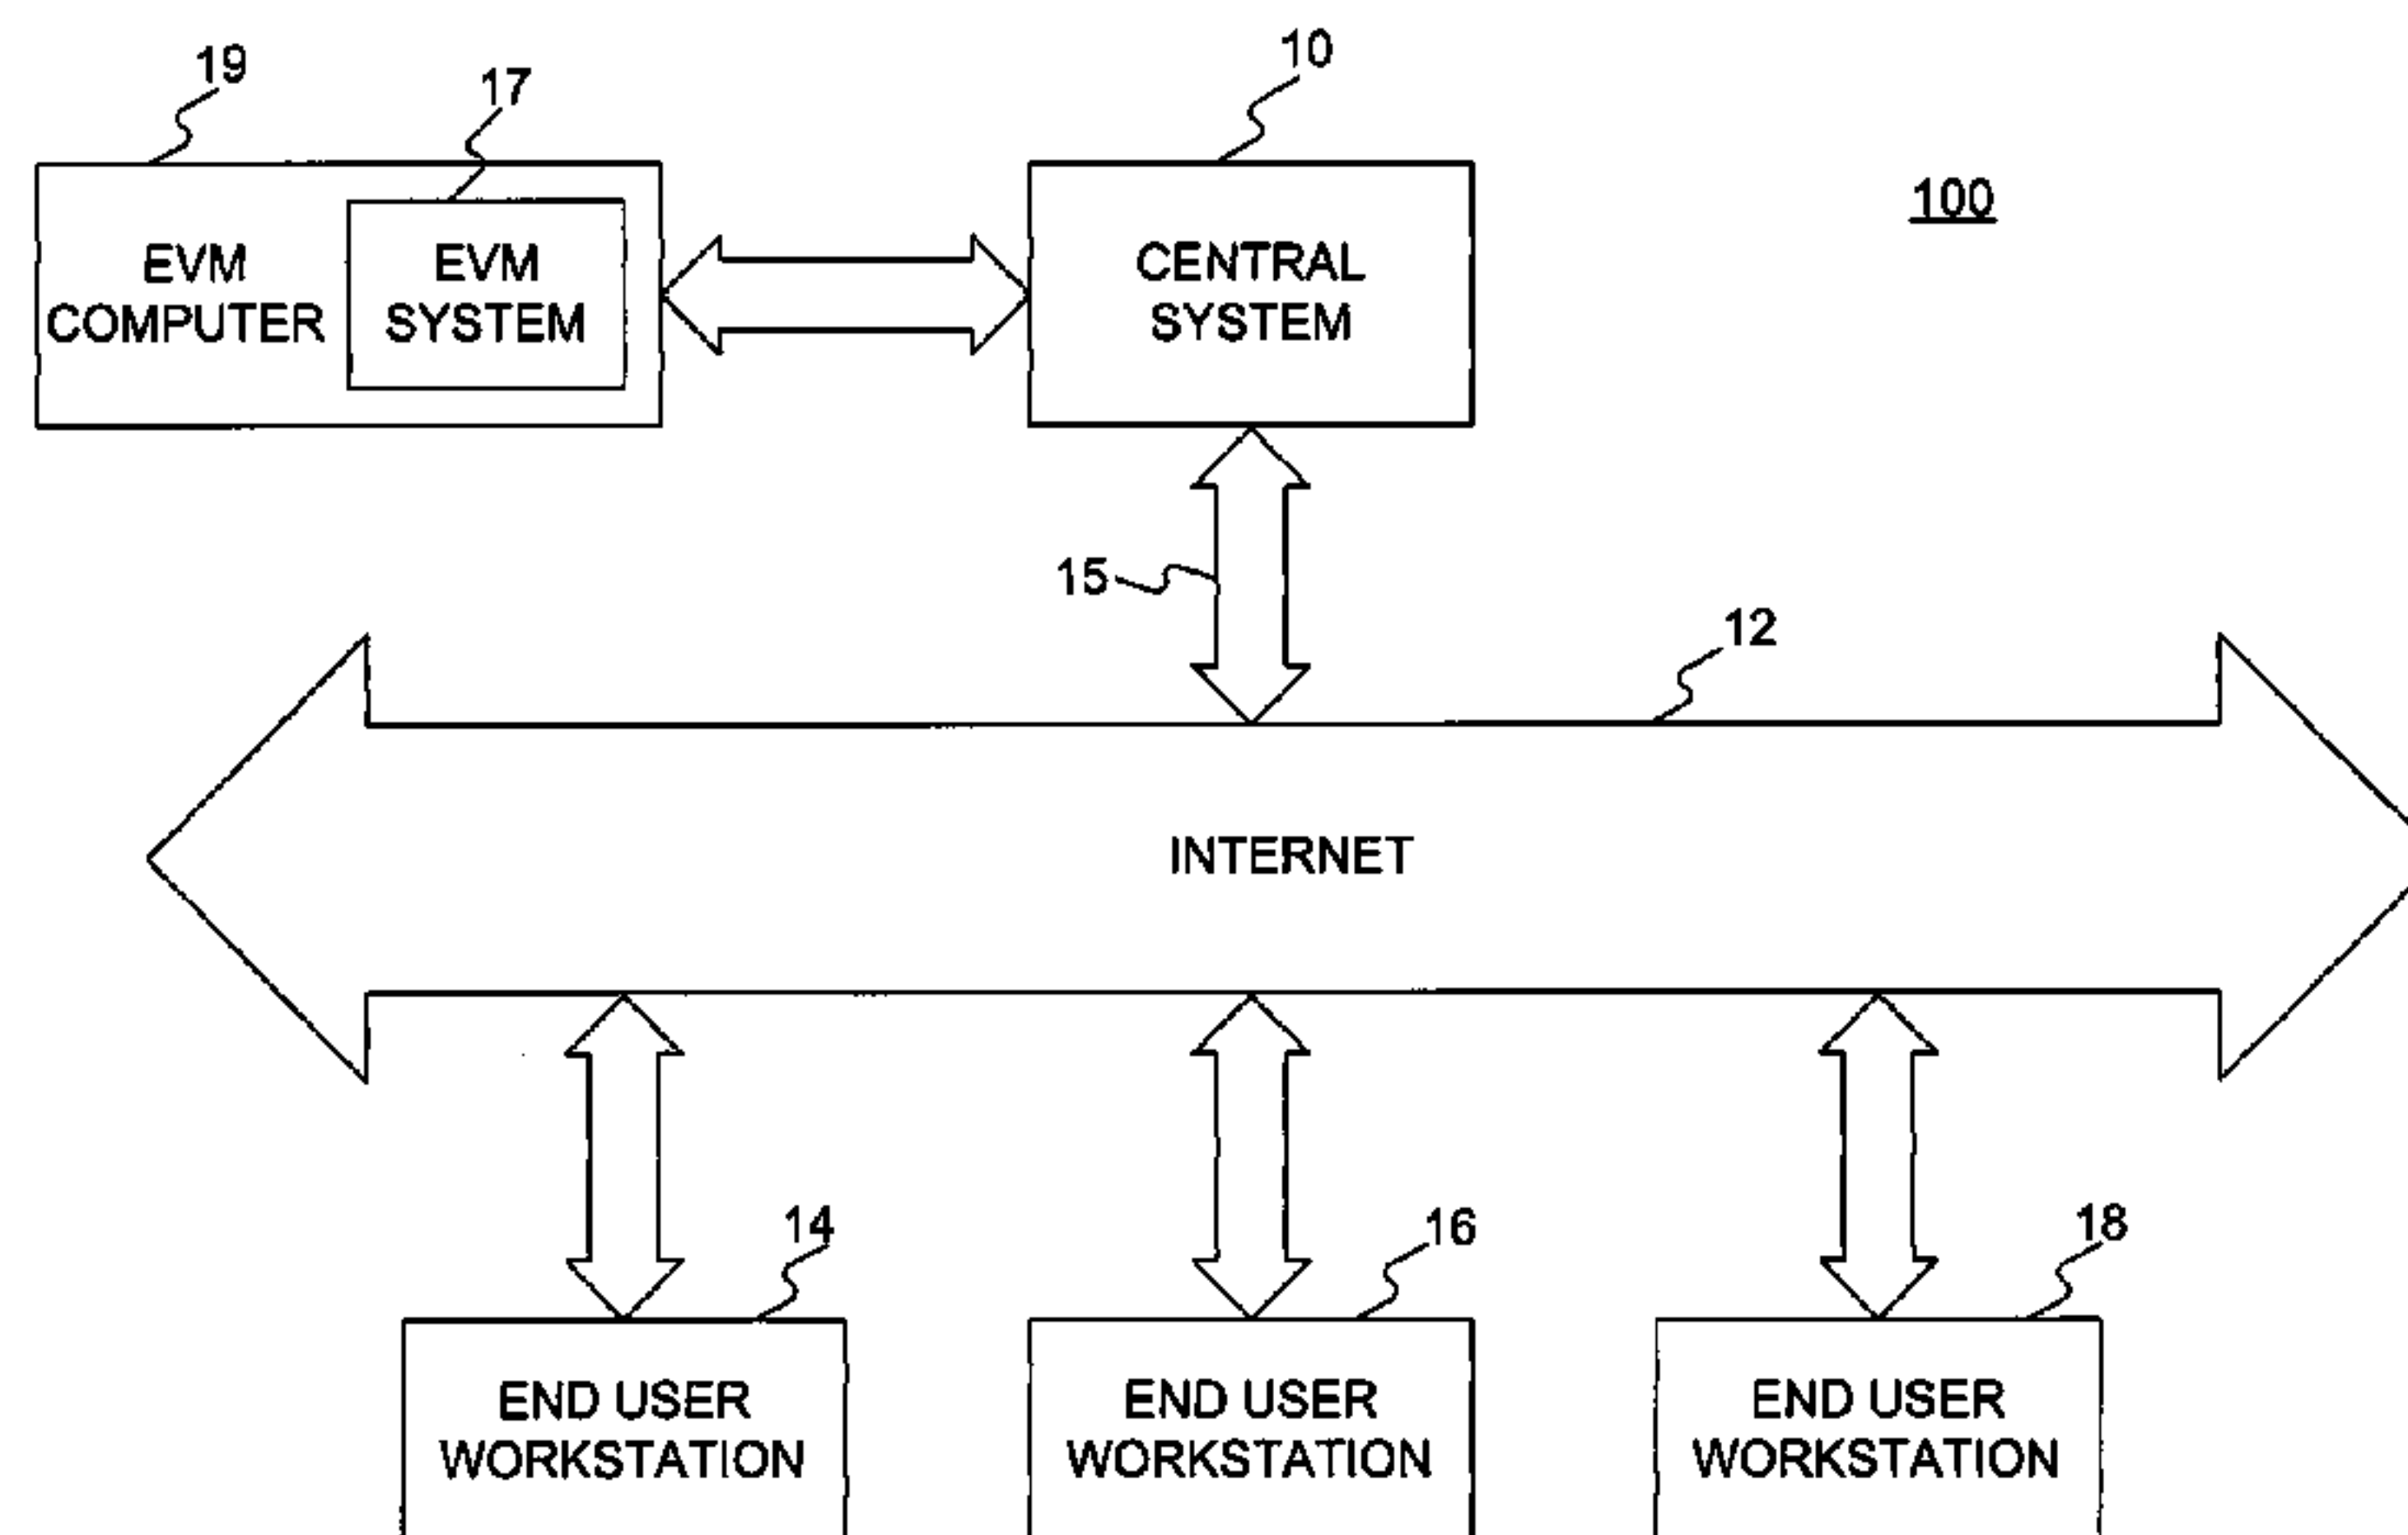 19
17
10
100
EVM
COMPUTER
EVM
SYSTEM
CENTRAL
SYSTEM
15
12
INTERNET
14
16
18
END USER
WORKSTATION
END USER
WORKSTATION
END USER
WORKSTATION